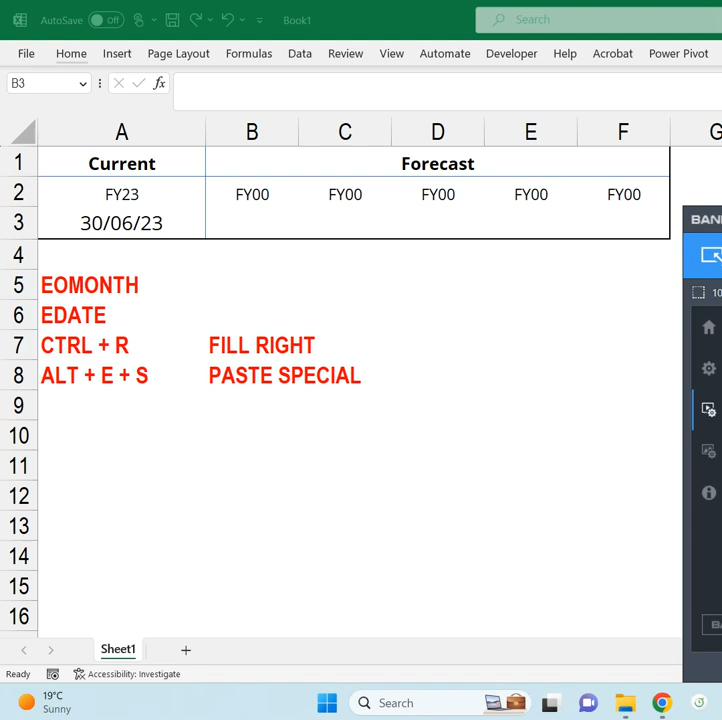 AutoSave Off Book1 Search
File Home Insert Page Layout Formulas Data Review View Automate Developer Help Acrobat Power Pivot
B3 fx
A B C D E F G
1 Current Forecast
2 FY23 FY00 FY00 FY00 FY00 FY00
3 30/06/23
4
5 EOMONTH
6 EDATE
7 CTRL + R FILL RIGHT
8 ALT + E + S PASTE SPECIAL
9
10
11
12
13
14
15
16
BAN
10
Sheet1
Ready Accessibility: Investigate
19°C
Sunny
Search